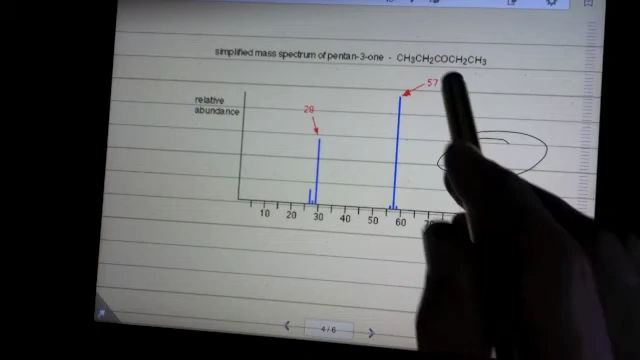 simplified mass spectrum of pentan-3-one - CH3CH2COCH2CH3
57
relative
abundance
29
10 20 30 40 50 60 70
4/6